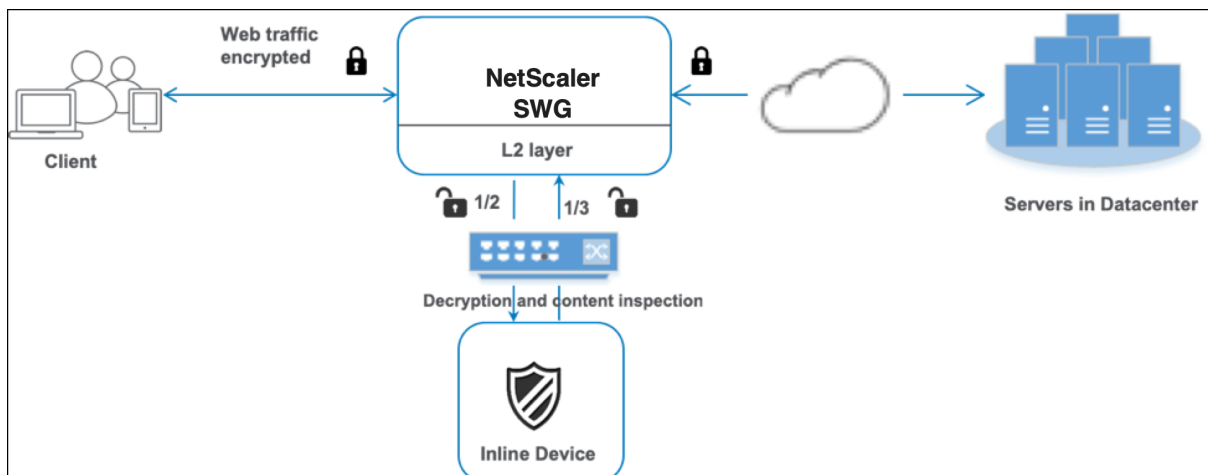 Web traffic
encrypted
NetScaler
SWG
L2 layer
Client
1/2
1/3
Servers in Datacenter
Decryption and content inspection
Inline Device